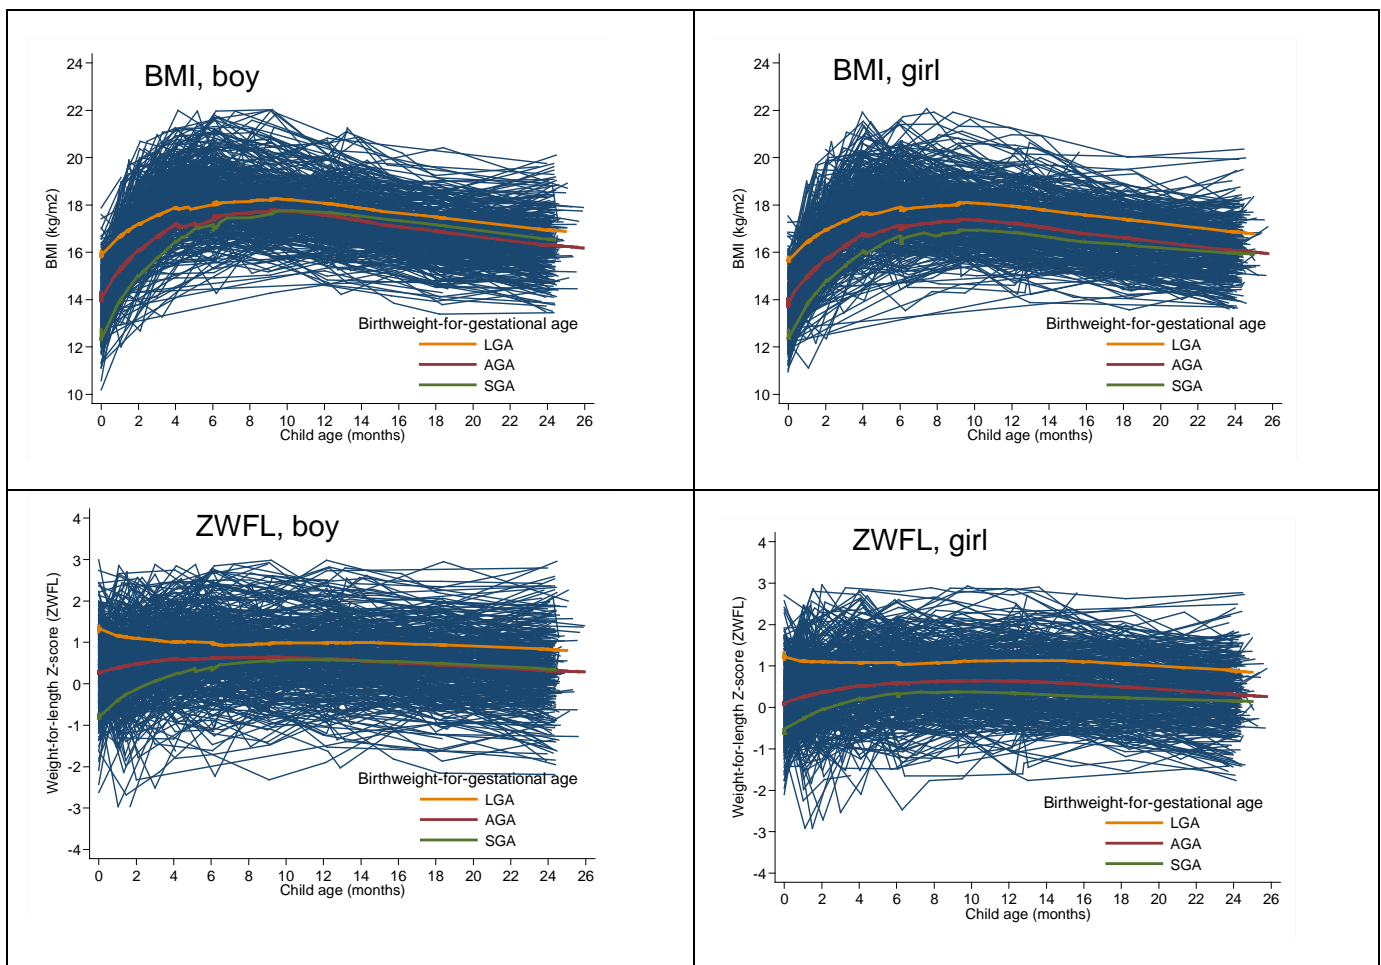 BMI, boy
24
22
20
18
16
14
12
10
BMI (kg/m2)
Birthweight-for-gestational age
LGA
AGA
SGA
0 2 4 6 8 10 12 14 16 18 20 22 24 26
Child age (months)
BMI, girl
24
22
20
18
16
14
12
10
BMI (kg/m2)
Birthweight-for-gestational age
LGA
AGA
SGA
0 2 4 6 8 10 12 14 16 18 20 22 24 26
Child age (months)
ZWFL, boy
4
3
2
1
0
-1
-2
-3
-4
Weight-for-length Z-score (ZWFL)
Birthweight-for-gestational age
LGA
AGA
SGA
0 2 4 6 8 10 12 14 16 18 20 22 24 26
Child age (months)
ZWFL, girl
4
3
2
1
0
-1
-2
-3
-4
Weight-for-length Z-score (ZWFL)
Birthweight-for-gestational age
LGA
AGA
SGA
0 2 4 6 8 10 12 14 16 18 20 22 24 26
Child age (months)